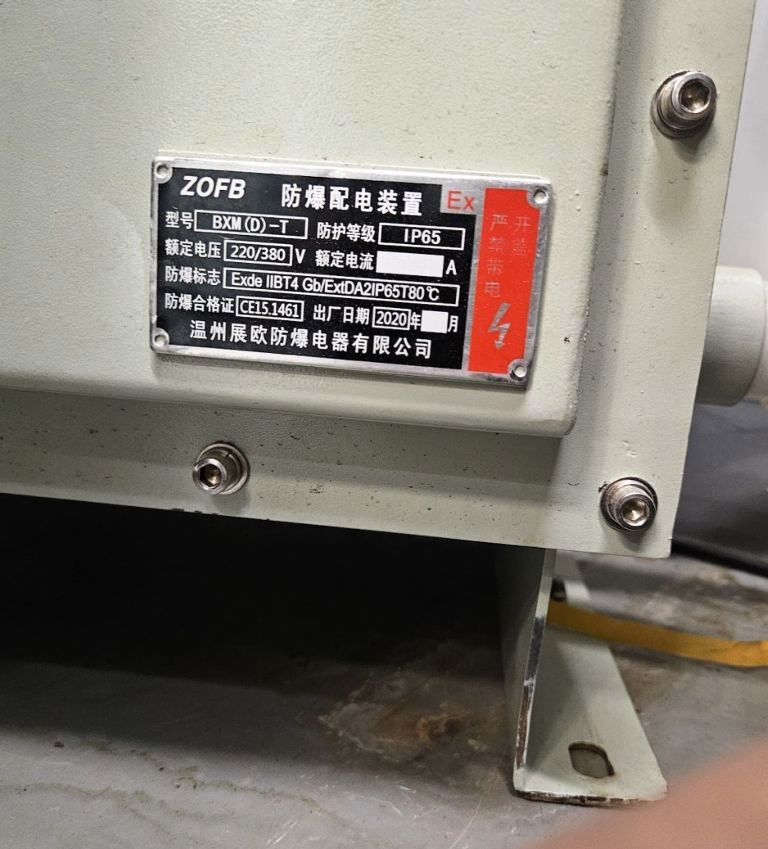 ZOFB 防爆配电装置 Ex
型号 BXM(D)-T 防护等级 IP65
额定电压 220/380 V 额定电流 A
防爆标志 Exde IIBT4 Gb/ExtDA2IP65T80℃
防爆合格证 CE15.1461 出厂日期 2020年 月
温州展欧防爆电器有限公司
严禁带电
开盖